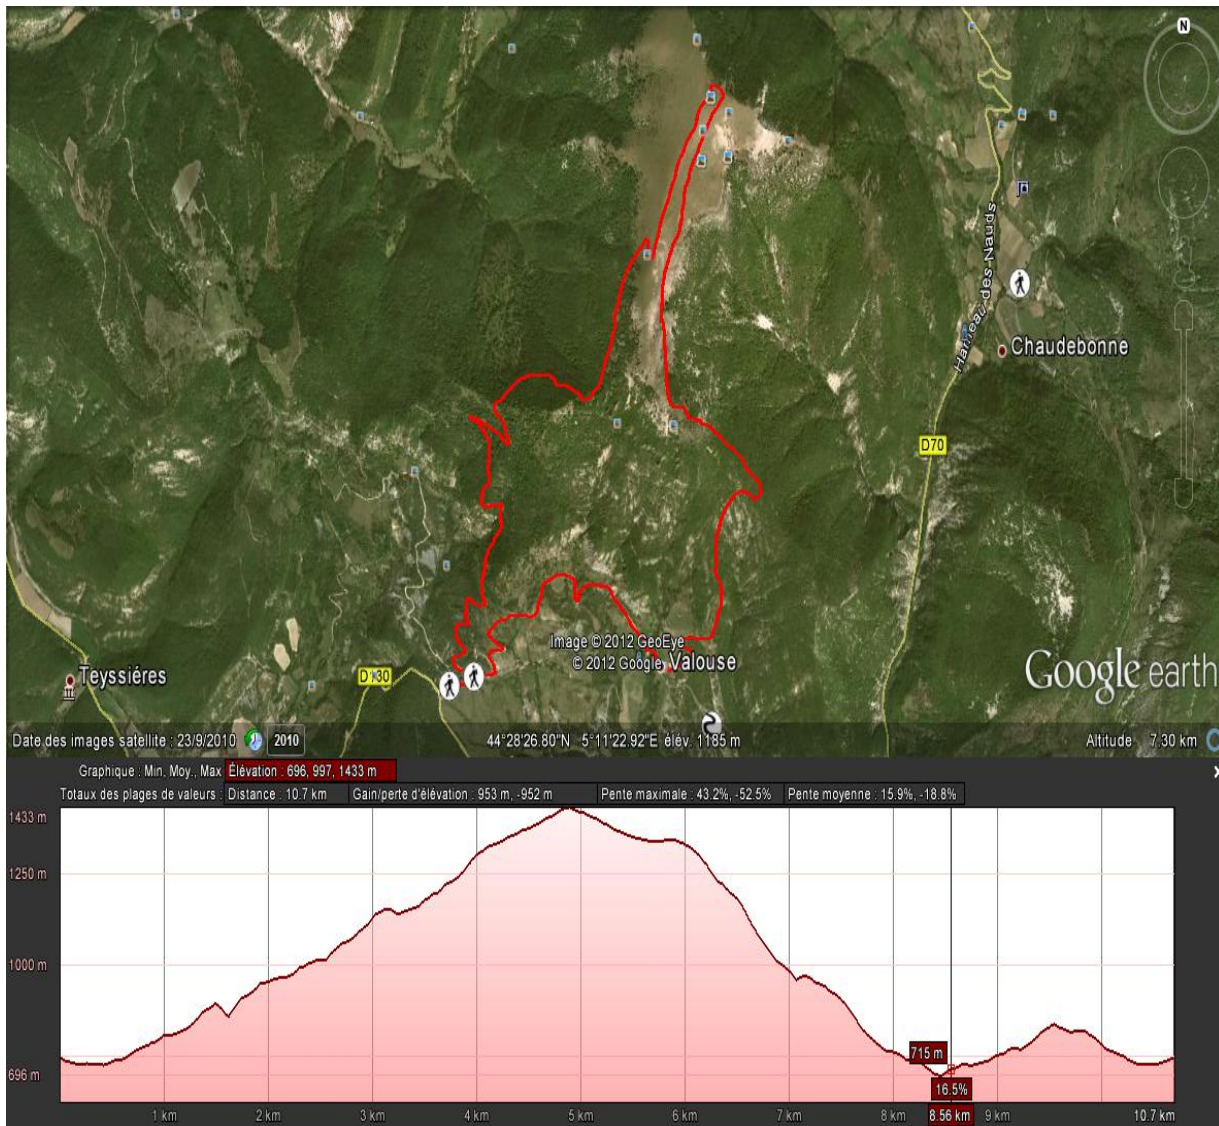 N
Hameau des Nauds
Chaudebonne
D70
Image © 2012 GeoEye
© 2012 Google
Valouse
Google earth
Teyssiéres
D130
Date des images satellite : 23/9/2010
2010
44°28'26.80"N
5°11'22.92"E élév. 1185 m
Altitude 7.30 km
Graphique : Min, Moy., Max Élévation : 696, 997, 1433 m
Totaux des plages de valeurs : Distance : 10.7 km Gain/perte d'élévation : 953 m, -952 m Pente maximale : 43.2%, -52.5% Pente moyenne : 15.9%, -18.8%
1433 m
1250 m
1000 m
715 m
696 m
16.5%
1 km 2 km 3 km 4 km 5 km 6 km 7 km 8 km 8.56 km 9 km 10.7 km